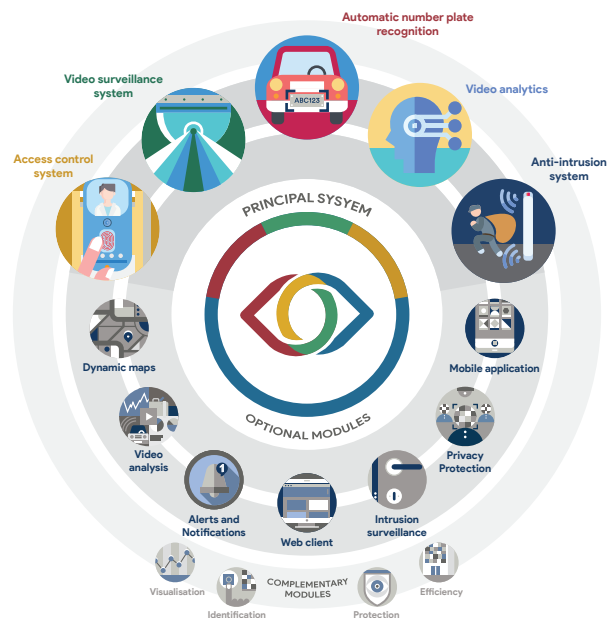 Automatic number plate
recognition
Video surveillance
system
Video analytics
Access control
system
Anti-intrusion
system
ABC123
PRINCIPAL SYSYEM
Dynamic maps
Mobile application
OPTIONAL MODULES
Video
analysis
Privacy
Protection
1
Alerts and
Notifications
Intrusion
surveillance
Web client
Visualisation
Identification
COMPLEMENTARY
MODULES
Protection
Efficiency